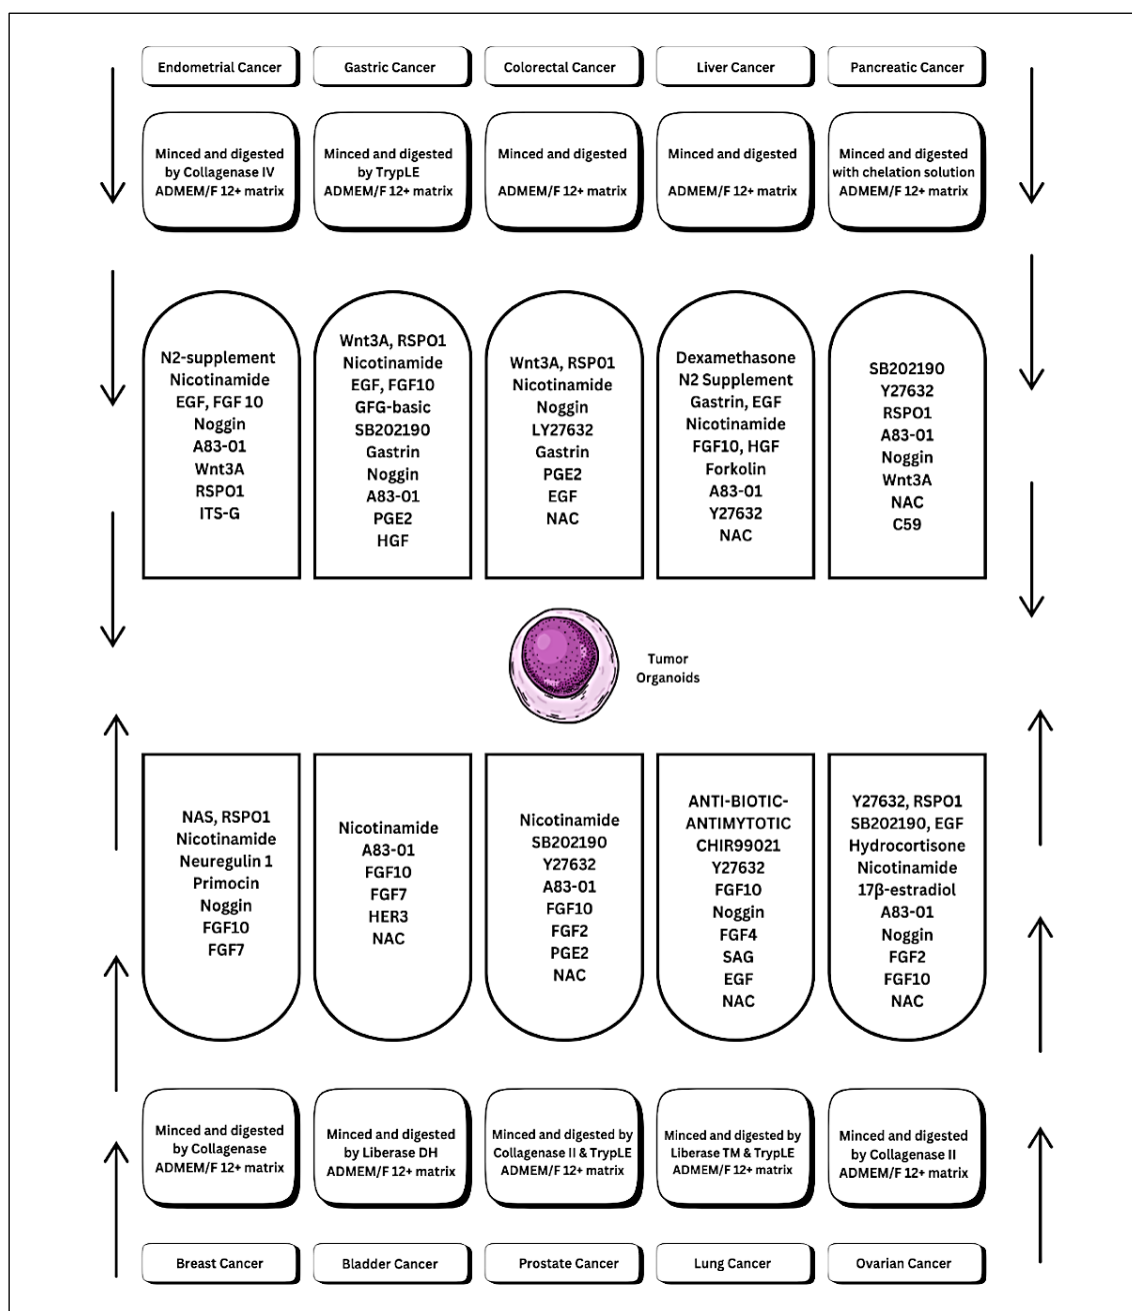 Endometrial Cancer
Gastric Cancer
Colorectal Cancer
Liver Cancer
Pancreatic Cancer
Minced and digested
by Collagenase IV
ADMEM/F 12+ matrix
Minced and digested
by TrypLE
ADMEM/F 12+ matrix
Minced and digested
ADMEM/F 12+ matrix
Minced and digested
ADMEM/F 12+ matrix
Minced and digested
with chelation solution
ADMEM/F 12+ matrix
N2-supplement
Nicotinamide
EGF, FGF 10
Noggin
A83-01
Wnt3A
RSPO1
ITS-G
Wnt3A, RSPO1
Nicotinamide
EGF, FGF10
GFG-basic
SB202190
Gastrin
Noggin
A83-01
PGE2
HGF
Wnt3A, RSPO1
Nicotinamide
Noggin
LY27632
Gastrin
PGE2
EGF
NAC
Dexamethasone
N2 Supplement
Gastrin, EGF
Nicotinamide
FGF10, HGF
Forkolin
A83-01
Y27632
NAC
SB202190
Y27632
RSPO1
A83-01
Noggin
Wnt3A
NAC
C59
Tumor
Organoids
NAS, RSPO1
Nicotinamide
Neuregulin 1
Primocin
Noggin
FGF10
FGF7
Nicotinamide
A83-01
FGF10
FGF7
HER3
NAC
Nicotinamide
SB202190
Y27632
A83-01
FGF10
FGF2
PGE2
NAC
ANTI-BIOTIC-
ANTIMYTOTIC
CHIR99021
Y27632
FGF10
Noggin
FGF4
SAG
EGF
NAC
Y27632, RSPO1
SB202190, EGF
Hydrocortisone
Nicotinamide
17β-estradiol
A83-01
Noggin
FGF2
FGF10
NAC
Minced and digested
by Collagenase
ADMEM/F 12+ matrix
Minced and digested
by Liberase DH
ADMEM/F 12+ matrix
Minced and digested by
Collagenase II & TrypLE
ADMEM/F 12+ matrix
Minced and digested by
Liberase TM & TrypLE
ADMEM/F 12+ matrix
Minced and digested
by Collagenase II
ADMEM/F 12+ matrix
Breast Cancer
Bladder Cancer
Prostate Cancer
Lung Cancer
Ovarian Cancer